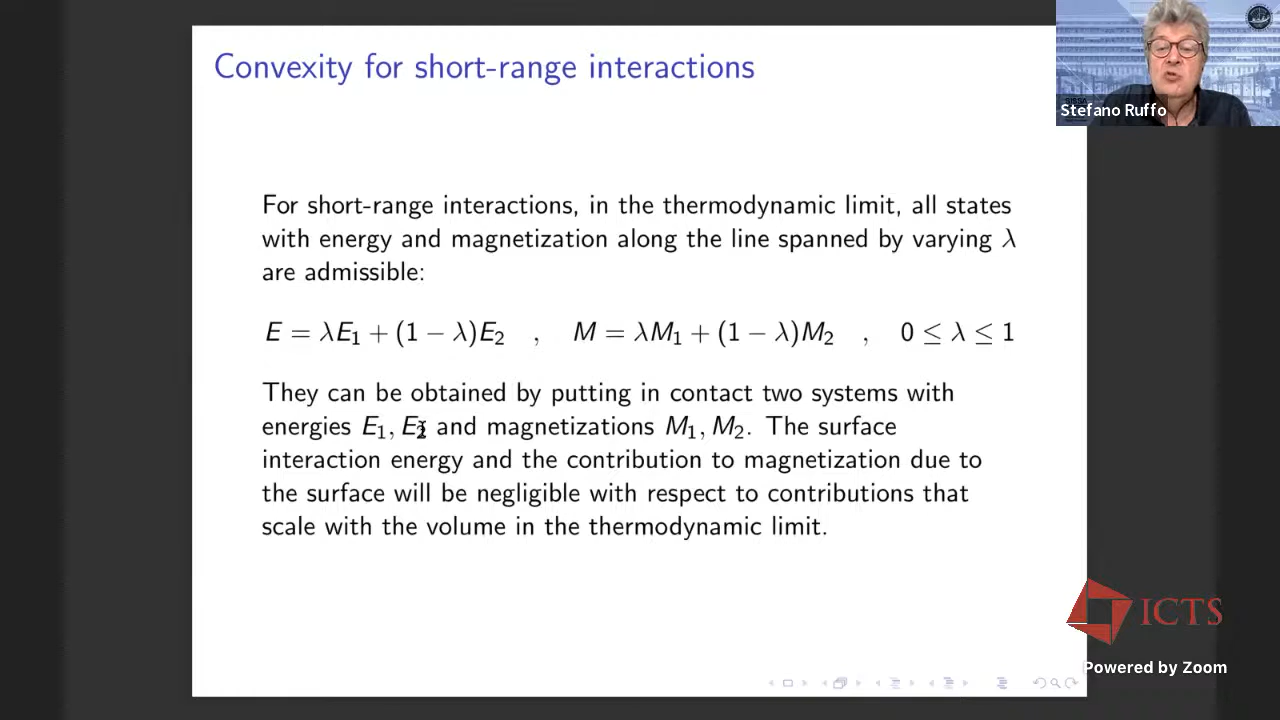 Convexity for short-range interactions
Stefano Ruffo
For short-range interactions, in the thermodynamic limit, all states
with energy and magnetization along the line spanned by varying λ
are admissible:
E = λE₁ + (1 − λ)E₂ , M = λM₁ + (1 − λ)M₂ , 0 ≤ λ ≤ 1
They can be obtained by putting in contact two systems with
energies E₁, E₂ and magnetizations M₁, M₂. The surface
interaction energy and the contribution to magnetization due to
the surface will be negligible with respect to contributions that
scale with the volume in the thermodynamic limit.
ICTS
Powered by Zoom